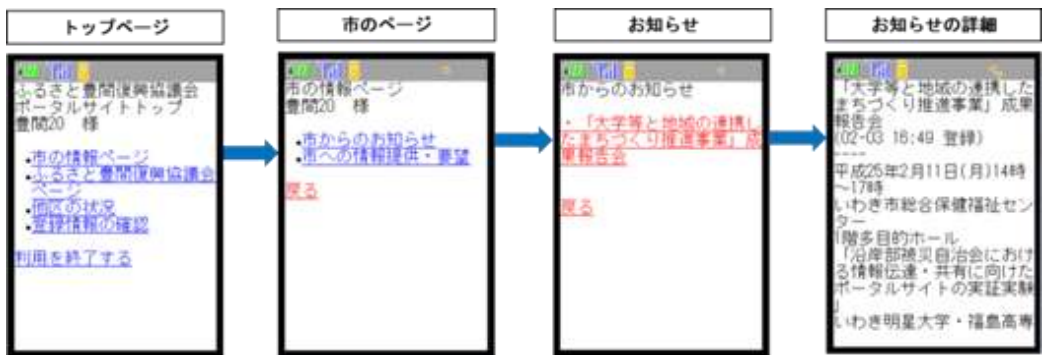 トップページ
ふるさと豊間復興協議会
ポータルサイトトップ
豊間20 様
・市の情報ページ
・ふるさと豊間復興協議会
ページ
・地区の状況
・登録情報の確認
利用を終了する
市のページ
市の情報ページ
豊間20 様
・市からのお知らせ
・市への情報提供・要望
戻る
お知らせ
市からのお知らせ
・「大学等と地域の連携し
たまちづくり推進事業」成
果報告会
戻る
お知らせの詳細
「大学等と地域の連携した
まちづくり推進事業」成果
報告会
(02-03 16:49 登録)
----
平成25年2月11日(月)14時
～17時
いわき市総合保健福祉セン
ター
1階多目的ホール
「沿岸部被災自治会におけ
る情報伝達・共有に向けた
ポータルサイトの実証実験
」
いわき明星大学・福島高専